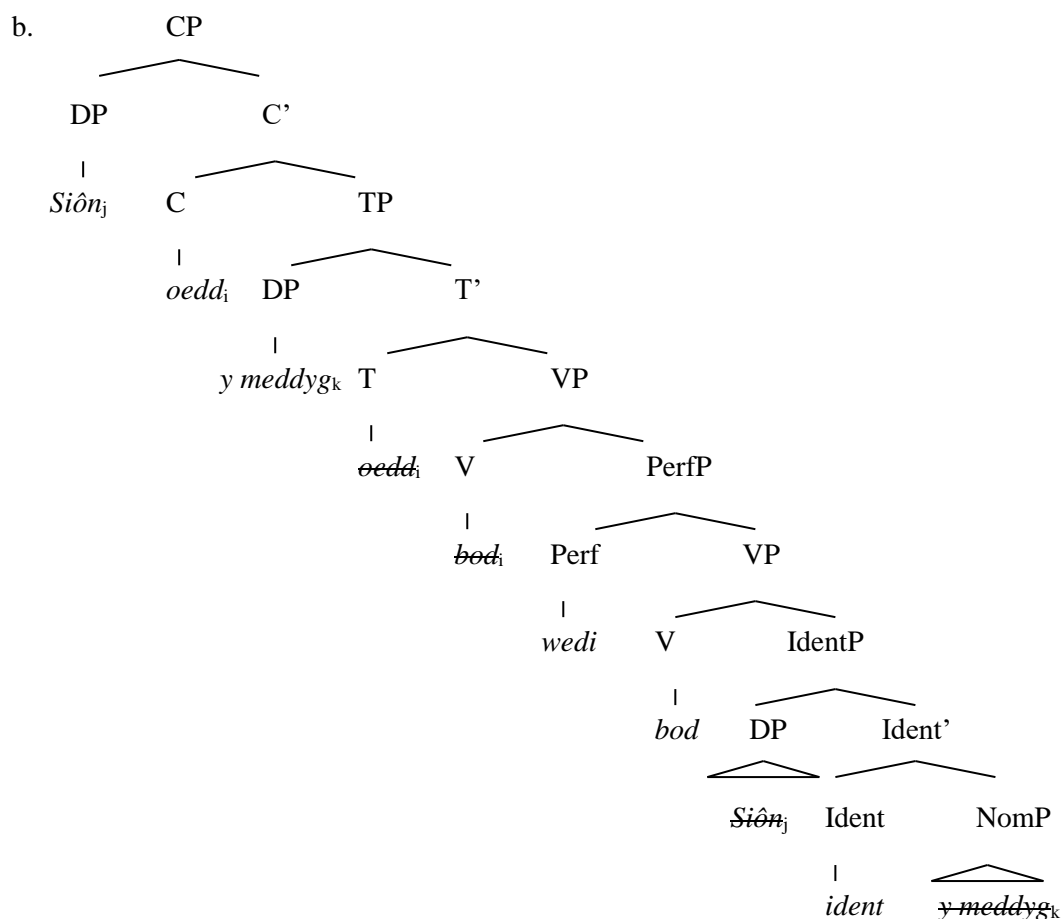 b. CP
DP C’
Siônj C TP
oeddi DP T’
y meddygk T VP
oeddi V PerfP
bodi Perf VP
wedi V IdentP
bod DP Ident’
Siônj Ident NomP
ident y meddygk